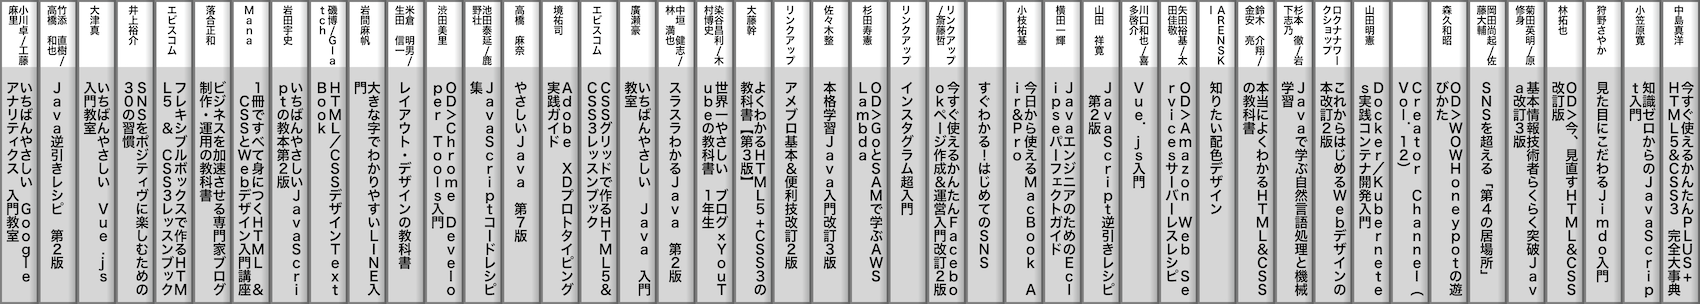 中島真洋
今すぐ使えるかんたんPLUS+
HTML5&CSS3 完全大事典
小笠原寛
知識ゼロからのJavaScrip
t入門
狩野さやか
見た目にこだわるJimdo入門
林拓也
OD>今、見直すHTML&CSS
改訂版
菊田英明/原
修身
基本情報技術者らくらく突破Jav
a改訂3版
岡田尚起/佐
藤大輔
SNSを超える「第4の居場所」
森久和昭
OD>WOWHoneypotの遊
びかた
Creator Channel(
Vol.12)
山田明憲
Docker/Kubernete
s実践コンテナ開発入門
ロクナナワー
クショップ
これからはじめるWebデザインの
本改訂2版
杉本 徹/岩
下志乃
Javaで学ぶ自然言語処理と機械
学習
鈴木 介翔/
金安 亮
本当によくわかるHTML&CSS
の教科書
ARENSK
I
知りたい配色デザイン
矢田裕基/太
田佳敬
OD>Amazon Web Se
rvicesサーバーレスレシピ
川口和也/喜
多啓介
Vue.js入門
山田 祥寛
JavaScript逆引きレシピ
 第2版
横田一輝
JavaエンジニアのためのEcl
ipseパーフェクトガイド
小枝祐基
今日から使えるMacBook A
ir&Pro
すぐわかる!はじめてのSNS
リンクアップ
/斎藤哲
今すぐ使えるかんたんFacebo
okページ作成&運営入門改訂2版
リンクアップ
インスタグラム超入門
杉田寿憲
OD>GoとSAMで学ぶAWS
Lambda
佐々木整
本格学習Java入門改訂3版
リンクアップ
アメブロ基本&便利技改訂2版
大藤幹
よくわかるHTML5+CSS3の
教科書【第3版】
染谷昌利/木
村博史
世界一やさしい ブログ×YouT
ubeの教科書 1年生
中垣 健志/
林 満也
スラスラわかるJava 第2版
廣瀬豪
いちばんやさしい Java 入門
教室
エビスコム
CSSグリッドで作るHTML5&
CSS3レッスンブック
境祐司
Adobe XDプロトタイピング
実践ガイド
高橋 麻奈
やさしいJava 第7版
池田泰延/鹿
野壮
JavaScriptコードレシピ
集
渋田美里
OD>Chrome Develo
per Tools入門
米倉 明男/
生田 信一
レイアウト・デザインの教科書
岩間麻帆
大きな字でわかりやすいLINE入
門
磯博/Gla
tch
HTML/CSSデザインText
Book
岩田宇史
いちばんやさしいJavaScri
ptの教本第2版
Mana
1冊ですべて身につくHTML &
 CSSとWebデザイン入門講座
落合正和
ビジネスを加速させる専門家ブログ
制作・運用の教科書
エビスコム
フレキシブルボックスで作るHTM
L5 & CSS3レッスンブック
井上裕介
SNSをポジティヴに楽しむための
30の習慣
大津真
いちばんやさしい Vue.js
入門教室
竹添 直樹/
高橋 和也
Java逆引きレシピ 第2版
小川卓/工藤
麻里
いちばんやさしい Google
アナリティクス 入門教室